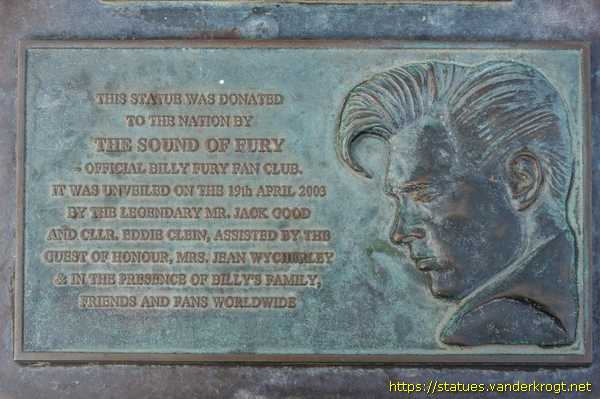 THIS STATUE WAS DONATED
TO THE NATION BY
THE SOUND OF FURY
- OFFICIAL BILLY FURY FAN CLUB.
IT WAS UNVEILED ON THE 19th APRIL 2003
BY THE LEGENDARY MR. JACK GOOD
AND CLLR. EDDIE CLEIN, ASSISTED BY THE
GUEST OF HONOUR, MRS. JEAN WYCHERLEY
& IN THE PRESENCE OF BILLY'S FAMILY,
FRIENDS AND FANS WORLDWIDE
https://statues.vanderkrogt.net